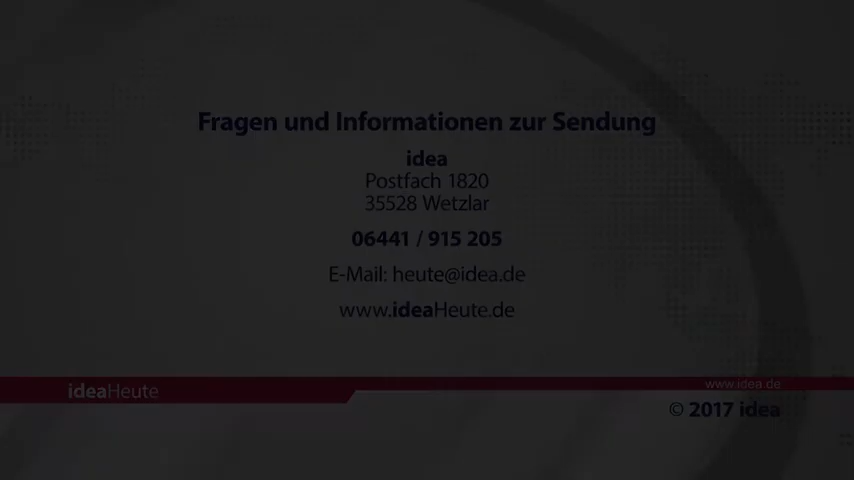 Fragen und Informationen zur Sendung
idea
Postfach 1820
35528 Wetzlar
06441 / 915 205
E-Mail: heute@idea.de
www.ideaHeute.de
ideaHeute
www.idea.de
© 2017 idea